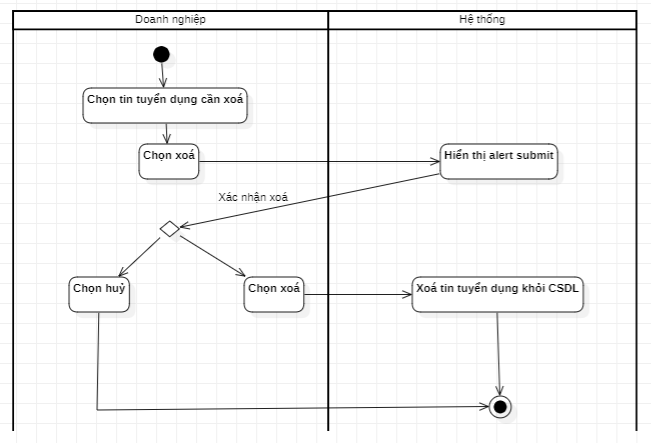 Doanh nghiệp
Hệ thống
Chọn tin tuyển dụng cần xoá
Chọn xoá
Hiển thị alert submit
Xác nhận xoá
Chọn huỷ
Chọn xoá
Xoá tin tuyển dụng khỏi CSDL